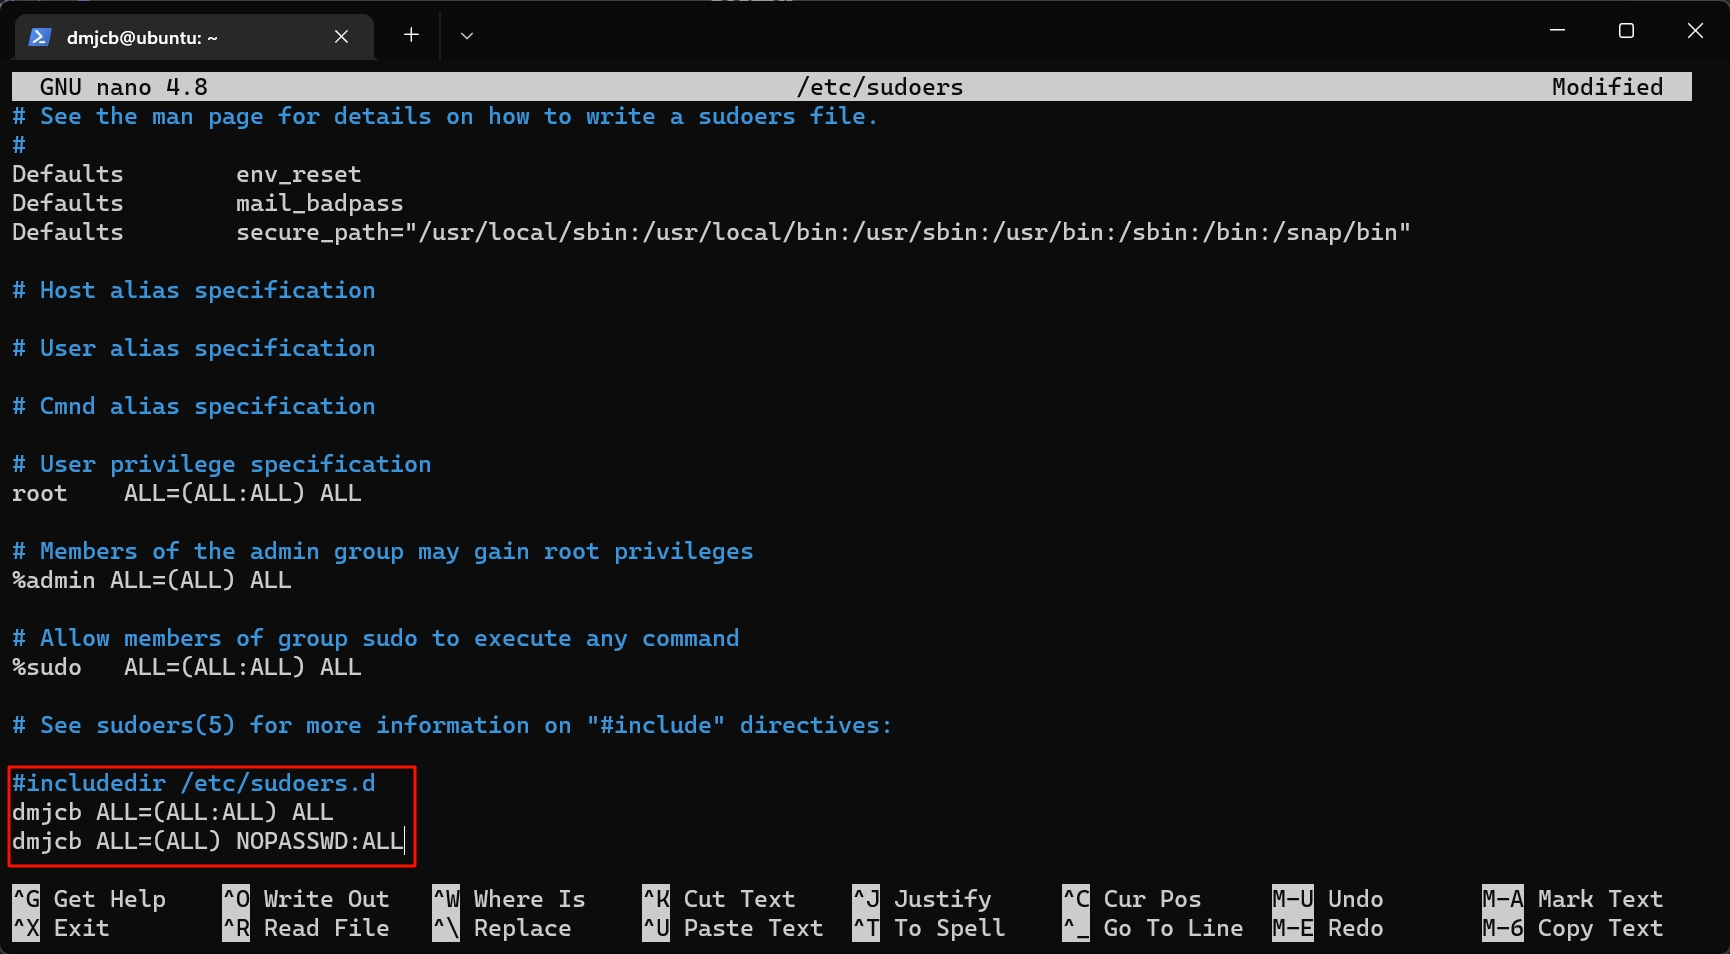 dmjcb@ubuntu: ~
GNU nano 4.8 /etc/sudoers Modified
# See the man page for details on how to write a sudoers file.
#
Defaults env_reset
Defaults mail_badpass
Defaults secure_path="/usr/local/sbin:/usr/local/bin:/usr/sbin:/usr/bin:/sbin:/bin:/snap/bin"
# Host alias specification
# User alias specification
# Cmnd alias specification
# User privilege specification
root ALL=(ALL:ALL) ALL
# Members of the admin group may gain root privileges
%admin ALL=(ALL) ALL
# Allow members of group sudo to execute any command
%sudo ALL=(ALL:ALL) ALL
# See sudoers(5) for more information on "#include" directives:
#includedir /etc/sudoers.d
dmjcb ALL=(ALL:ALL) ALL
dmjcb ALL=(ALL) NOPASSWD:ALL
^G Get Help ^O Write Out ^W Where Is ^K Cut Text ^J Justify ^C Cur Pos M-U Undo M-A Mark Text
^X Exit ^R Read File ^\ Replace ^U Paste Text ^T To Spell ^_ Go To Line M-E Redo M-6 Copy Text